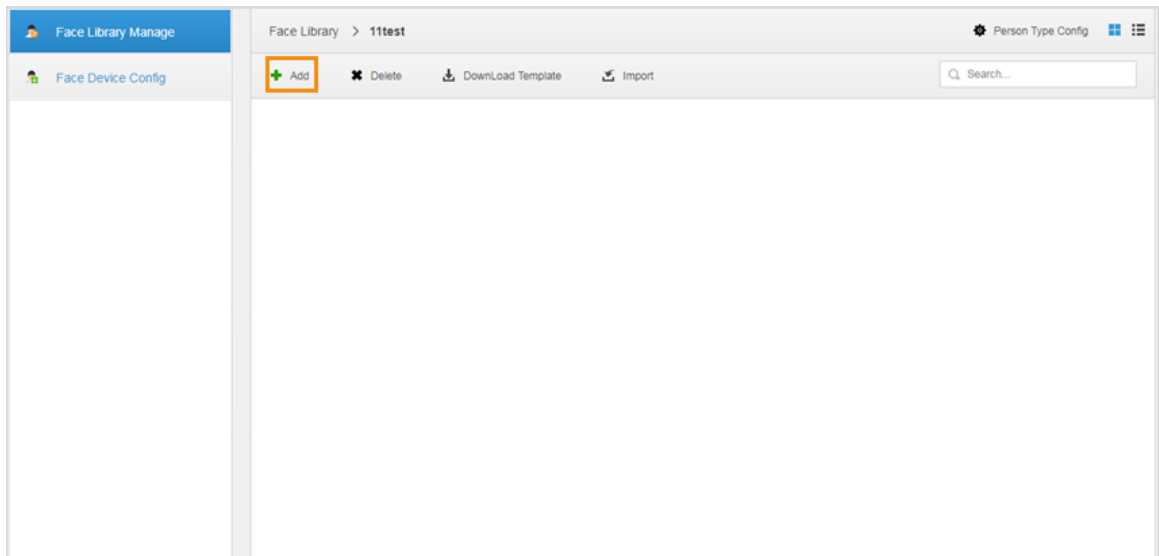 Face Library Manage
Face Device Config
Face Library > 11test
Person Type Config
Add
Delete
DownLoad Template
Import
Search...